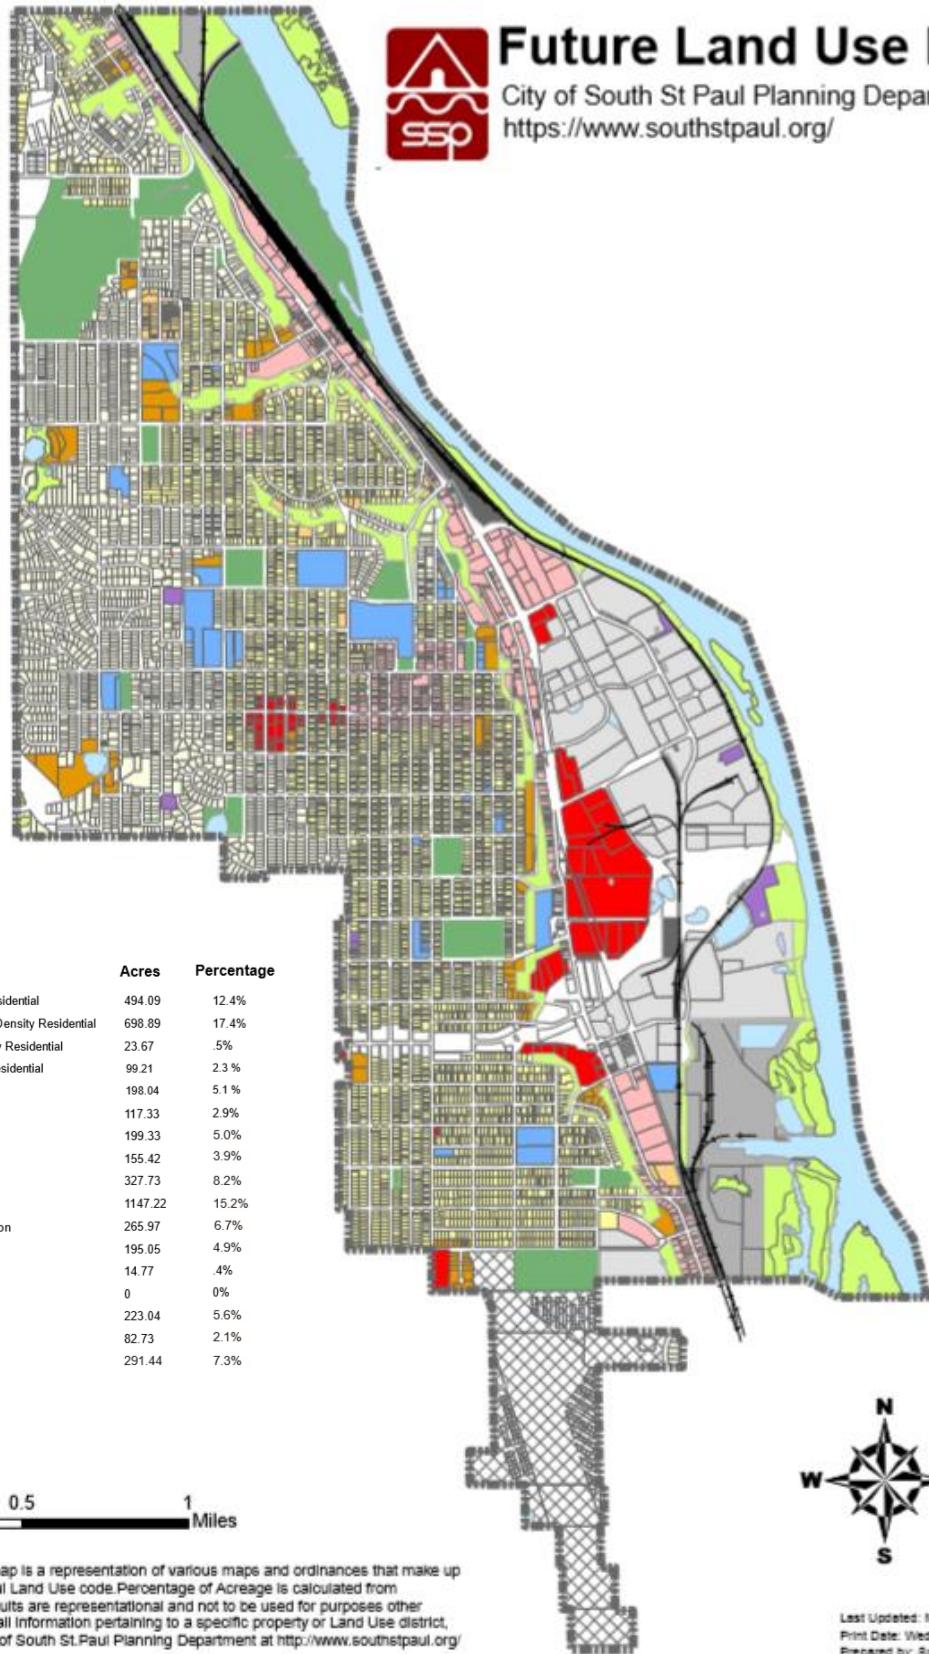 Future Land Use
City of South St Paul Planning Depar
https://www.southstpaul.org/
SSP
Acres Percentage
sidential 494.09 12.4%
Density Residential 698.89 17.4%
y Residential 23.67 .5%
esidential 99.21 2.3 %
198.04 5.1 %
117.33 2.9%
199.33 5.0%
155.42 3.9%
327.73 8.2%
1147.22 15.2%
on 265.97 6.7%
195.05 4.9%
14.77 .4%
0 0%
223.04 5.6%
82.73 2.1%
291.44 7.3%
0.5 1
Miles
N
W
S
ap is a representation of various maps and ordinances that make up
ul Land Use code.Percentage of Acreage is calculated from
ults are representational and not to be used for purposes other
all information pertaining to a specific property or Land Use district,
of South St.Paul Planning Department at http://www.southstpaul.org/
Last Updated:
Print Date: Wed
Prepared by: